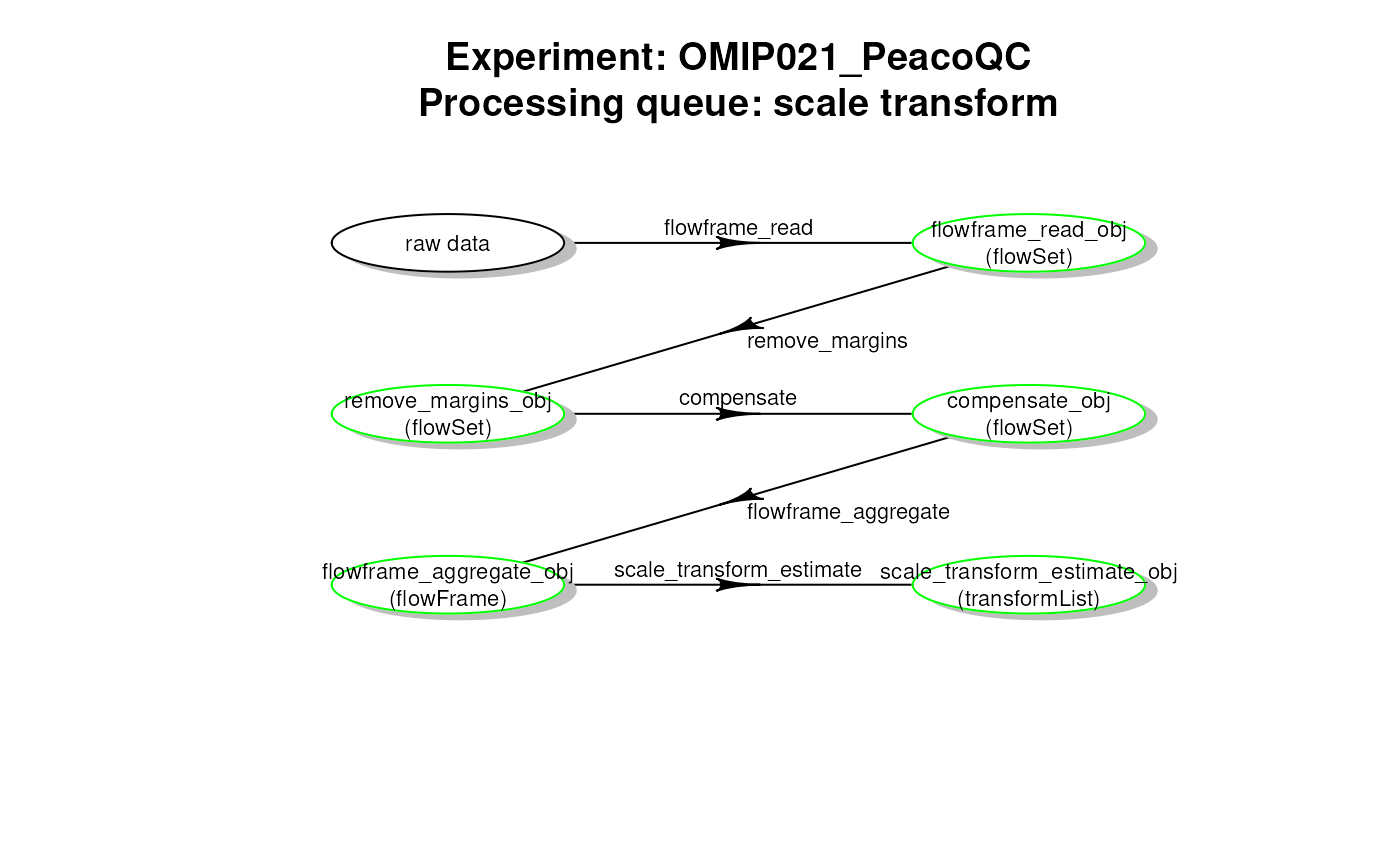 Experiment: OMIP021_PeacoQC
Processing queue: scale transform
raw data
flowframe_read
flowframe_read_obj
(flowSet)
remove_margins
remove_margins_obj
(flowSet)
compensate
compensate_obj
(flowSet)
flowframe_aggregate
flowframe_aggregate_obj
(flowFrame)
scale_transform_estimate
scale_transform_estimate_obj
(transformList)